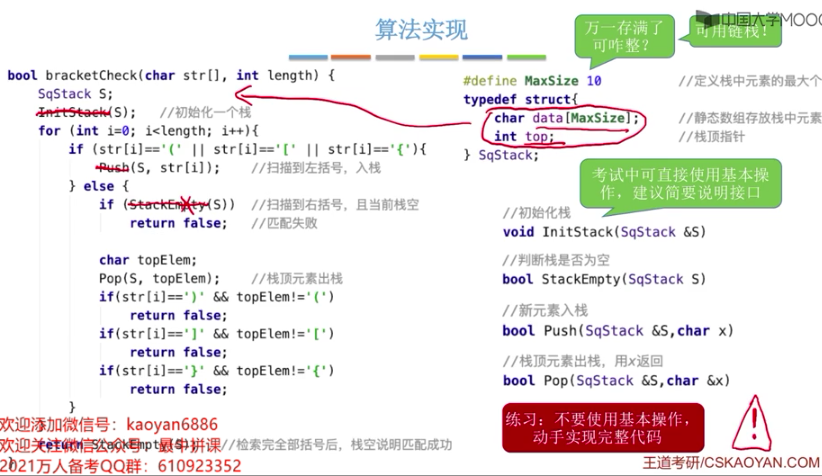 中国大学MOOC
算法实现
万一存满了
可咋整？
可用链栈！
bool bracketCheck(char str[], int length) {
    SqStack S;
    InitStack(S);    //初始化一个栈
    for (int i=0; i<length; i++){
        if (str[i]=='(' || str[i]=='[' || str[i]=='{'){
            Push(S, str[i]);    //扫描到左括号，入栈
        } else {
            if (StackEmpty(S))    //扫描到右括号，且当前栈空
                return false;    //匹配失败
            char topElem;
            Pop(S, topElem);    //栈顶元素出栈
            if(str[i]==')' && topElem!='(')
                return false;
            if(str[i]==']' && topElem!='[')
                return false;
            if(str[i]=='}' && topElem!='{')
                return false;
        }
StackEmpty(S);    //检索完全部括号后，栈空说明匹配成功
}
#define MaxSize 10    //定义栈中元素的最大个
typedef struct{
    char data[MaxSize];    //静态数组存放栈中元素
    int top;    //栈顶指针
} SqStack;
考试中可直接使用基本操
作，建议简要说明接口
//初始化栈
void InitStack(SqStack &S)
//判断栈是否为空
bool StackEmpty(SqStack S)
//新元素入栈
bool Push(SqStack &S,char x)
//栈顶元素出栈，用x返回
bool Pop(SqStack &S,char &x)
练习：不要使用基本操作，
动手实现完整代码
欢迎添加微信号：kaoyan6886
欢迎关注微信公众号：最中拼课
2021万人备考QQ群：610923352
王道考研/CSKAOYAN.COM